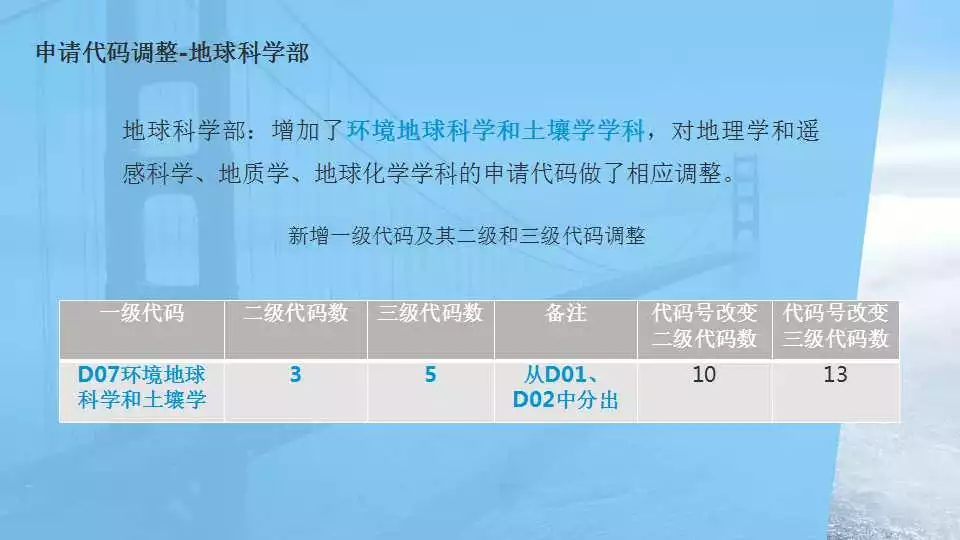 申请代码调整-地球科学部
地球科学部：增加了环境地球科学和土壤学学科，对地理学和遥
感科学、地质学、地球化学学科的申请代码做了相应调整。
新增一级代码及其二级和三级代码调整
一级代码 二级代码数 三级代码数 备注 代码号改变 代码号改变
二级代码数 三级代码数
D07环境地球 3 5 从D01、 10 13
科学和土壤学 D02中分出